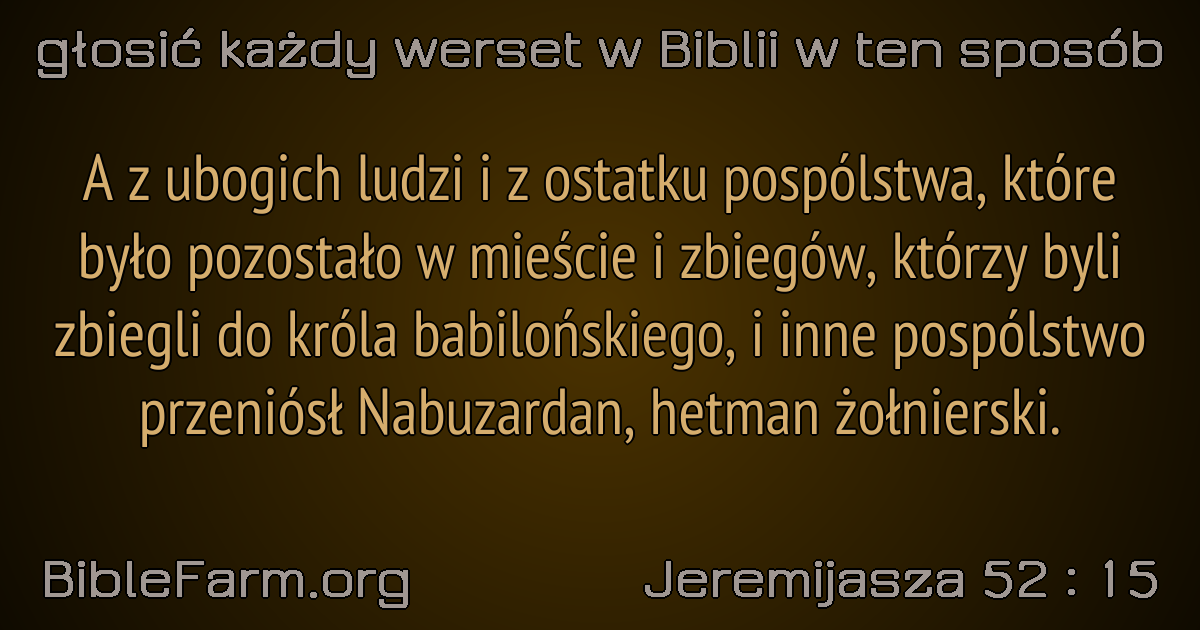 głosić każdy werset w Biblii w ten sposób
A z ubogich ludzi i z ostatku pospólstwa, które
było pozostało w mieście i zbiegów, którzy byli
zbiegli do króla babilońskiego, i inne pospólstwo
przeniósł Nabuzardan, hetman żołnierski.
BibleFarm.org
Jeremijasza 52 : 15